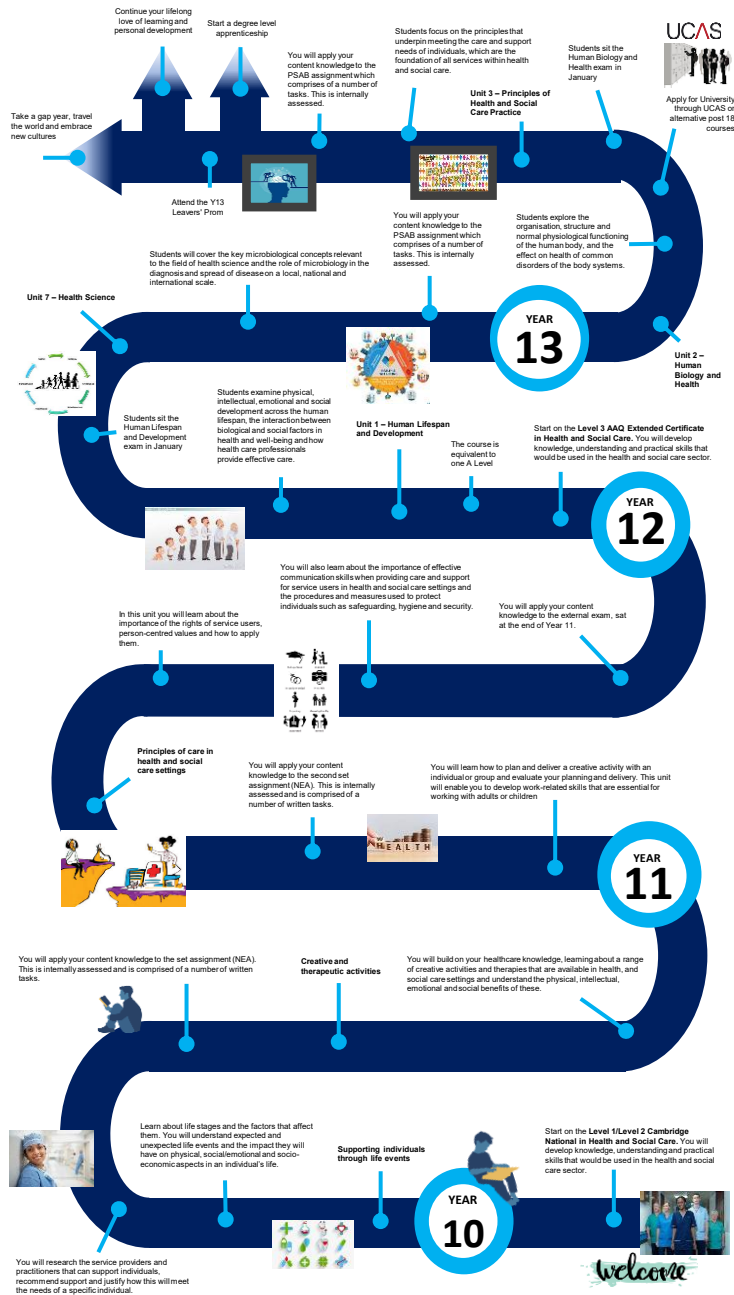 Continue your lifelong
love of learning and
personal development
Start a degree level
apprenticeship
You will apply your
content knowledge to the
PSAB assignment which
comprises of a number of
tasks. This is internally
assessed.
Students focus on the principles that
underpin meeting the care and support
needs of individuals, which are the
foundation of all services within health
and social care.
Unit 3 – Principles of
Health and Social
Care Practice
Students sit the
Human Biology and
Health exam in
January
UCAS
Apply for University
through UCAS or
alternative post 18
courses
Take a gap year, travel
the world and embrace
new cultures
Attend the Y13
Leavers' Prom
You will apply your
content knowledge to the
PSAB assignment which
comprises of a number of
tasks. This is internally
assessed.
Students explore the
organisation, structure and
normal physiological functioning
of the human body, and the
effect on health of common
disorders of the body systems.
Students will cover the key microbiological concepts relevant
to the field of health science and the role of microbiology in the
diagnosis and spread of disease on a local, national and
international scale.
Unit 7 – Health Science
YEAR
13
Unit 2 –
Human
Biology and
Health
Students sit the
Human Lifespan
and Development
exam in January
Students examine physical,
intellectual, emotional and social
development across the human
lifespan, the interaction between
biological and social factors in
health and well-being and how
health care professionals
provide effective care.
Unit 1 – Human Lifespan
and Development
The course is
equivalent to
one A Level
Start on the Level 3 AAQ Extended Certificate
in Health and Social Care. You will develop
knowledge, understanding and practical skills that
would be used in the health and social care sector.
YEAR
12
You will also learn about the importance of effective
communication skills when providing care and support
for service users in health and social care settings and
the procedures and measures used to protect
individuals such as safeguarding, hygiene and security.
In this unit you will learn about the
importance of the rights of service users,
person-centred values and how to apply
them.
You will apply your content
knowledge to the external exam, sat
at the end of Year 11.
Principles of care in
health and social
care settings
You will apply your content
knowledge to the second set
assignment (NEA). This is internally
assessed and is comprised of a
number of written tasks.
You will learn how to plan and deliver a creative activity with an
individual or group and evaluate your planning and delivery. This unit
will enable you to develop work-related skills that are essential for
working with adults or children
HEALTH
YEAR
11
You will apply your content knowledge to the set assignment (NEA).
This is internally assessed and is comprised of a number of written
tasks.
Creative and
therapeutic activities
You will build on your healthcare knowledge, learning about a range
of creative activities and therapies that are available in health, and
social care settings and understand the physical, intellectual,
emotional and social benefits of these.
Learn about life stages and the factors that affect
them. You will understand expected and
unexpected life events and the impact they will
have on physical, social/emotional and socio-
economic aspects in an individual's life.
Supporting individuals
through life events
Start on the Level 1/Level 2 Cambridge
National in Health and Social Care. You will
develop knowledge, understanding and practical
skills that would be used in the health and social
care sector.
YEAR
10
You will research the service providers and
practitioners that can support individuals,
recommend support and justify how this will meet
the needs of a specific individual.
welcome